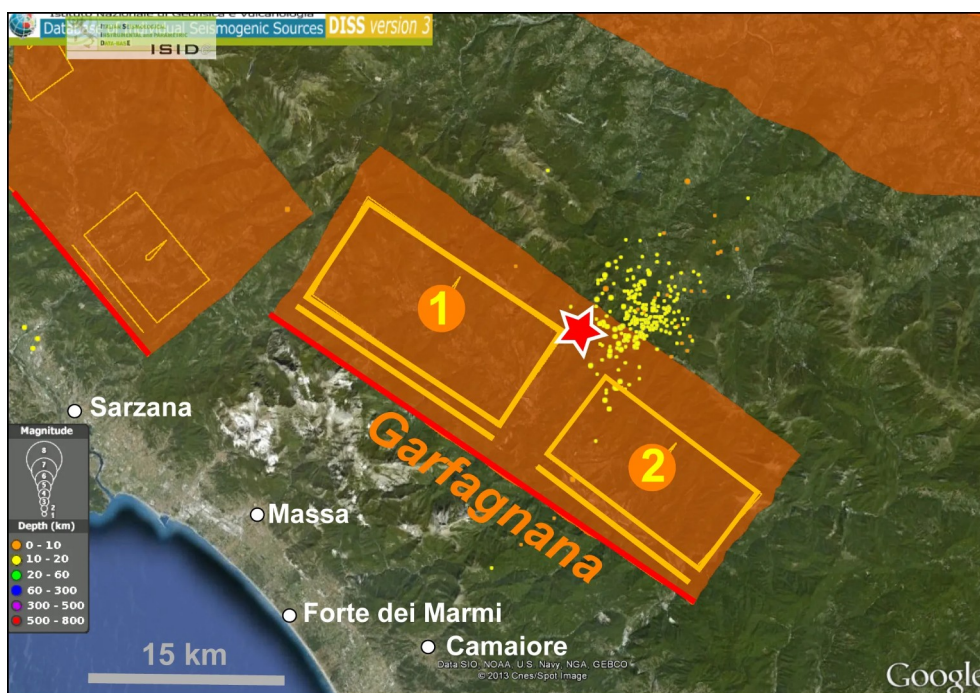 Istituto Nazionale di Geofisica e Vulcanologia
Database of Individual Seismogenic Sources DISS version 3
ISID
1
2
Garfagnana
Sarzana
Massa
Forte dei Marmi
Camaiore
Magnitude
8
7
6
5
4
3
2
1
Depth (km)
0 - 10
10 - 20
20 - 60
60 - 300
300 - 500
500 - 800
15 km
Data SIO, NOAA, U.S. Navy, NGA, GEBCO
© 2013 Cnes/Spot Image
Google